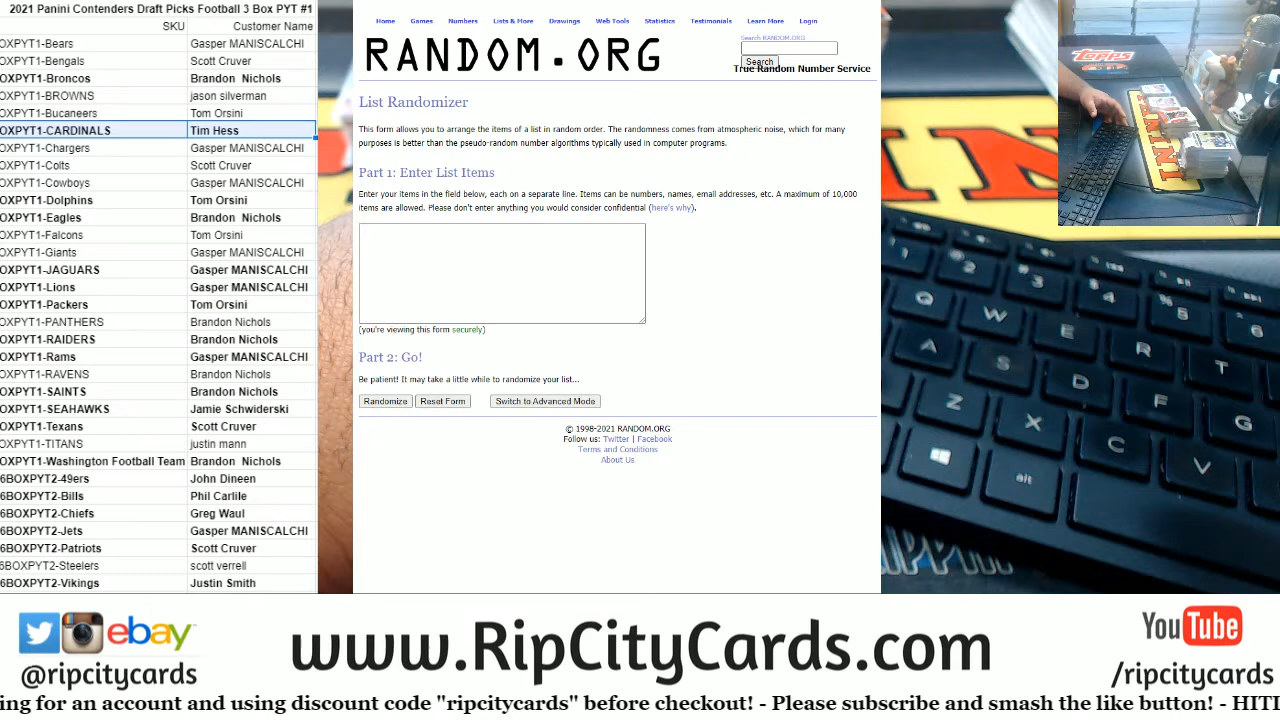 2021 Panini Contenders Draft Picks Football 3 Box PYT #1
SKU Customer Name
OXPYT1-Bears Gasper MANISCALCHI
OXPYT1-Bengals Scott Cruver
OXPYT1-Broncos Brandon Nichols
OXPYT1-BROWNS jason silverman
OXPYT1-Bucaneers Tom Orsini
OXPYT1-CARDINALS Tim Hess
OXPYT1-Chargers Gasper MANISCALCHI
OXPYT1-Colts Scott Cruver
OXPYT1-Cowboys Gasper MANISCALCHI
OXPYT1-Dolphins Tom Orsini
OXPYT1-Eagles Brandon Nichols
OXPYT1-Falcons Tom Orsini
OXPYT1-Giants Gasper MANISCALCHI
OXPYT1-JAGUARS Gasper MANISCALCHI
OXPYT1-Lions Gasper MANISCALCHI
OXPYT1-Packers Tom Orsini
OXPYT1-PANTHERS Brandon Nichols
OXPYT1-RAIDERS Brandon Nichols
OXPYT1-Rams Gasper MANISCALCHI
OXPYT1-RAVENS Brandon Nichols
OXPYT1-SAINTS Brandon Nichols
OXPYT1-SEAHAWKS Jamie Schwiderski
OXPYT1-Texans Scott Cruver
OXPYT1-TITANS justin mann
OXPYT1-Washington Football Team Brandon Nichols
6BOXPYT2-49ers John Dineen
6BOXPYT2-Bills Phil Carlile
6BOXPYT2-Chiefs Greg Waul
6BOXPYT2-Jets Gasper MANISCALCHI
6BOXPYT2-Patriots Scott Cruver
6BOXPYT2-Steelers scott verrell
6BOXPYT2-Vikings Justin Smith
Home Games Numbers Lists & More Drawings Web Tools Statistics Testimonials Learn More Login
RANDOM.ORG
Search RANDOM.ORG
Search
True Random Number Service
List Randomizer
This form allows you to arrange the items of a list in random order. The randomness comes from atmospheric noise, which for many
purposes is better than the pseudo-random number algorithms typically used in computer programs.
Part 1: Enter List Items
Enter your items in the field below, each on a separate line. Items can be numbers, names, email addresses, etc. A maximum of 10,000
items are allowed. Please don't enter anything you would consider confidential (here's why).
(you're viewing this form securely)
Part 2: Go!
Be patient! It may take a little while to randomize your list...
Randomize Reset Form Switch to Advanced Mode
© 1998-2021 RANDOM.ORG
Follow us: Twitter | Facebook
Terms and Conditions
About Us
Topps
Q W E R
A S D F G
Z X C V
alt
ebay
@ripcitycards
www.RipCityCards.com
YouTube
/ripcitycards
ing for an account and using discount code "ripcitycards" before checkout! - Please subscribe and smash the like button! - HITI